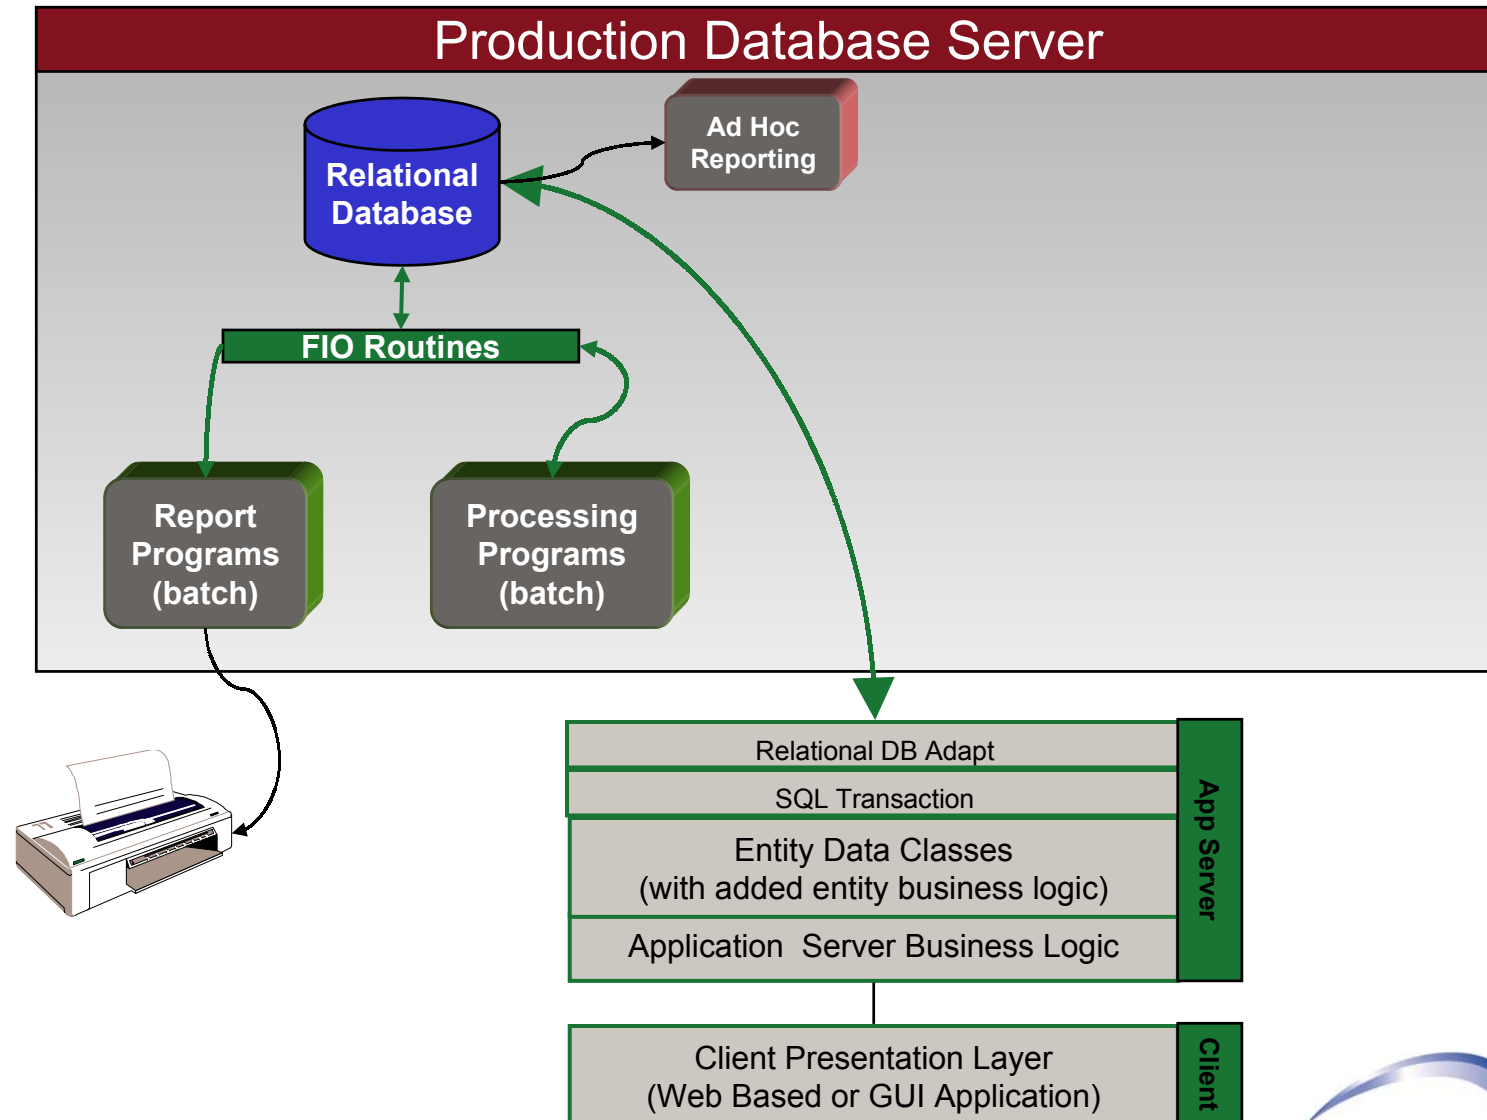 Production Database Server
Ad Hoc
Reporting
Relational
Database
FIO Routines
Report
Programs
(batch)
Processing
Programs
(batch)
Relational DB Adapt
SQL Transaction
Entity Data Classes
(with added entity business logic)
Application Server Business Logic
App Server
Client Presentation Layer
(Web Based or GUI Application)
Client